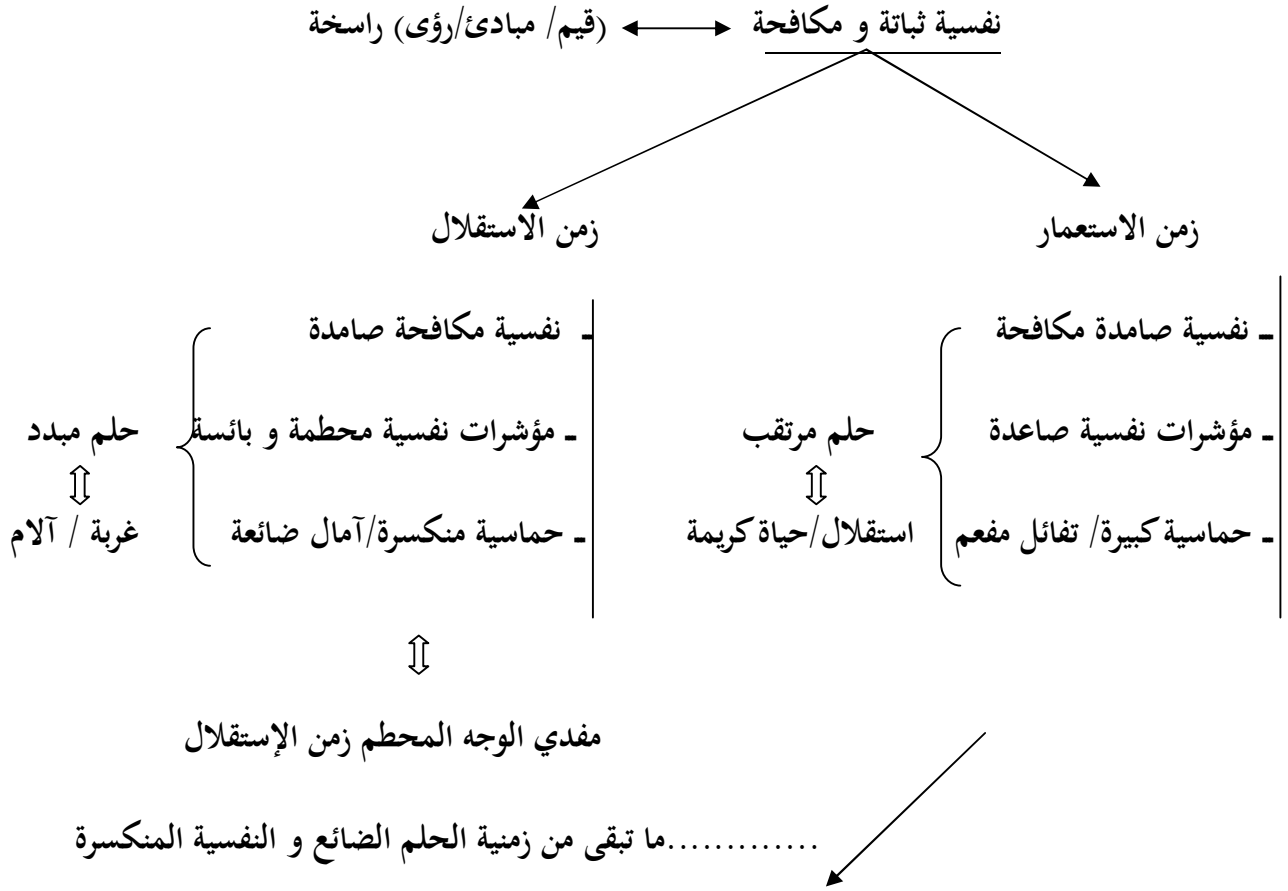 نفسية ثباتة و مكافحة (قيم/ مبادئ/رؤى) راسخة
زمن الاستعمار زمن الاستقلال
ـ نفسية صامدة مكافحة ـ نفسية مكافحة صامدة
ـ مؤشرات نفسية صاعدة حلم مرتقب ـ مؤشرات نفسية محطمة و بائسة حلم مبدد
ـ حماسية كبيرة/ تفائل مفعم استقلال/حياة كريمة ـ حماسية منكسرة/آمال ضائعة غربة / آلام
مفدي الوجه المحطم زمن الإستقلال
.............ما تبقى من زمنية الحلم الضائع و النفسية المنكسرة